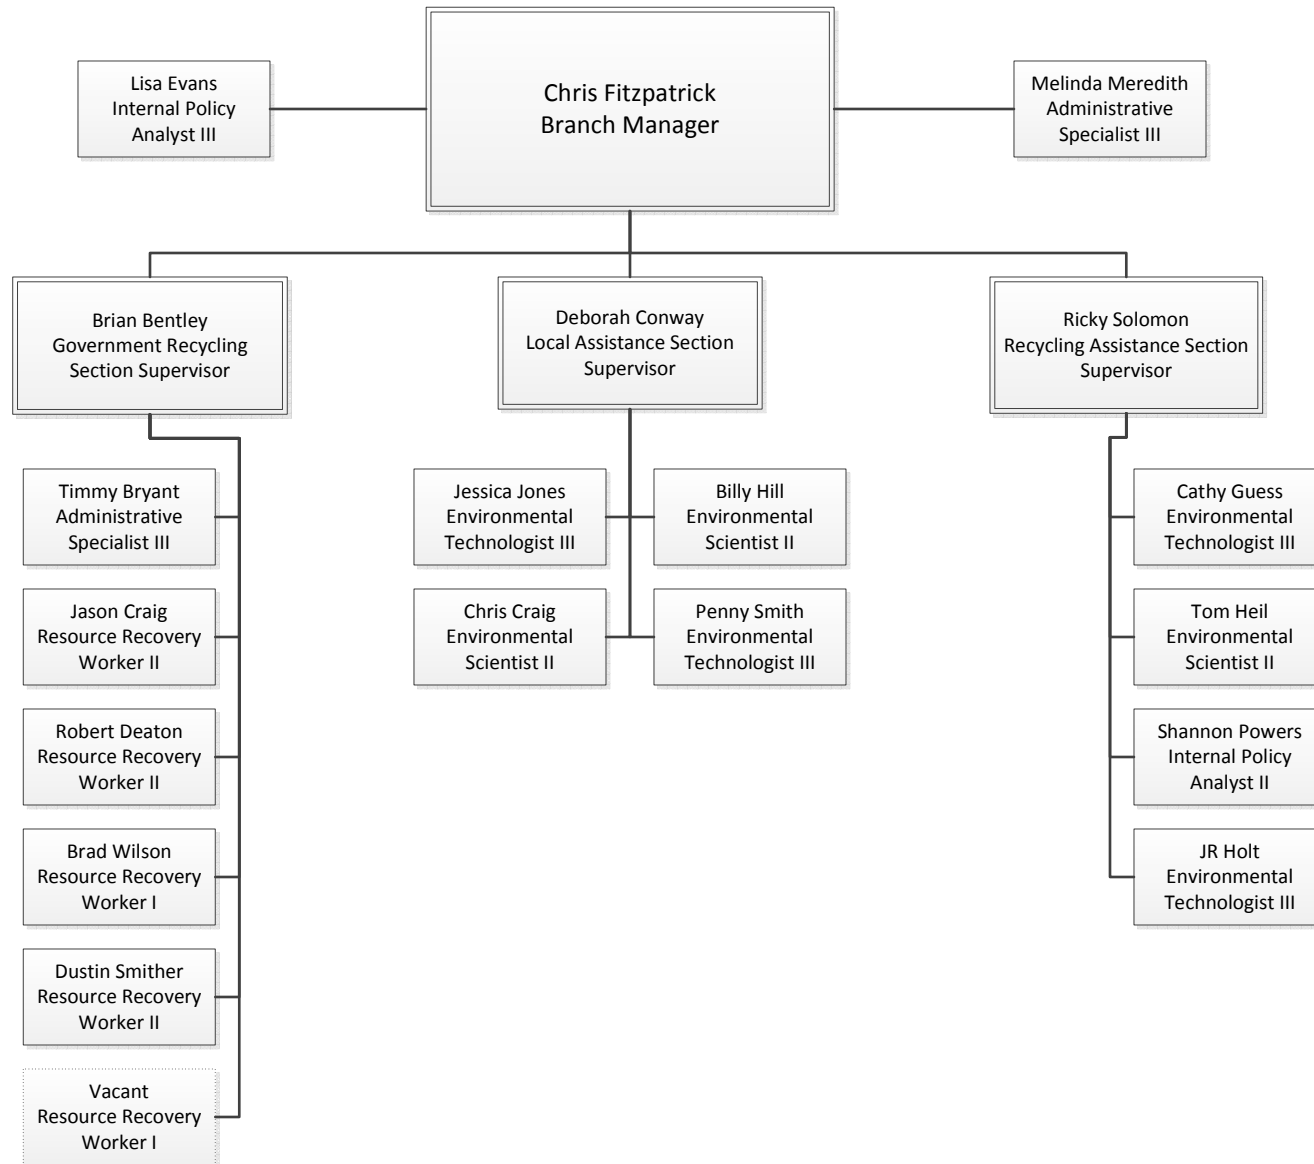 Lisa Evans
Internal Policy
Analyst III
Chris Fitzpatrick
Branch Manager
Melinda Meredith
Administrative
Specialist III
Brian Bentley
Government Recycling
Section Supervisor
Deborah Conway
Local Assistance Section
Supervisor
Ricky Solomon
Recycling Assistance Section
Supervisor
Timmy Bryant
Administrative
Specialist III
Jason Craig
Resource Recovery
Worker II
Robert Deaton
Resource Recovery
Worker II
Brad Wilson
Resource Recovery
Worker I
Dustin Smither
Resource Recovery
Worker II
Vacant
Resource Recovery
Worker I
Jessica Jones
Environmental
Technologist III
Billy Hill
Environmental
Scientist II
Chris Craig
Environmental
Scientist II
Penny Smith
Environmental
Technologist III
Cathy Guess
Environmental
Technologist III
Tom Heil
Environmental
Scientist II
Shannon Powers
Internal Policy
Analyst II
JR Holt
Environmental
Technologist III